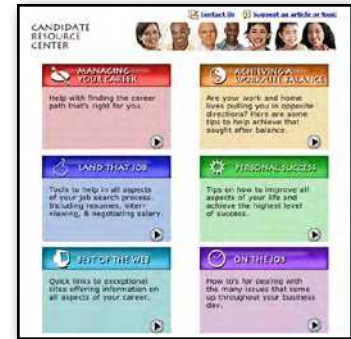 Contact Us Suggest an article or topic
CANDIDATE
RESOURCE
CENTER
MANAGING
YOUR CAREER
Help with finding the career
path that's right for you.
ACHIEVING A
WORK/LIFE BALANCE
Are your work and home
lives pulling you in opposite
directions? Here are some
tips to help achieve that
sought after balance.
LAND THAT JOB
Tools to help in all aspects
of your job search process.
Including resumes, inter-
viewing, & negotiating salary.
PERSONAL SUCCESS
Tips on how to improve all
aspects of your life and
achieve the highest level
of success.
BEST OF THE WEB
Quick links to exceptional
sites offering information on
all aspects of your career.
ON THE JOB
How to's for dealing with
the many issues that come
up throughout your business
day.